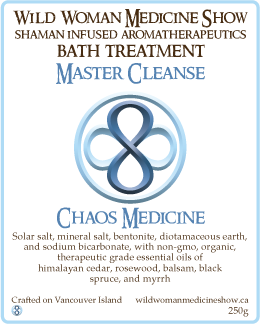 Wild Woman Medicine Show
shaman infused aromatherapeutics
bath treatment
Master Cleanse
Chaos Medicine
Solar salt, mineral salt, bentonite, diotamaceous earth,
and sodium bicarbonate, with non-gmo, organic,
therapeutic grade essential oils of
himalayan cedar, rosewood, balsam, black
spruce, and myrrh
Crafted on Vancouver Island wildwomanmedicineshow.ca
250g